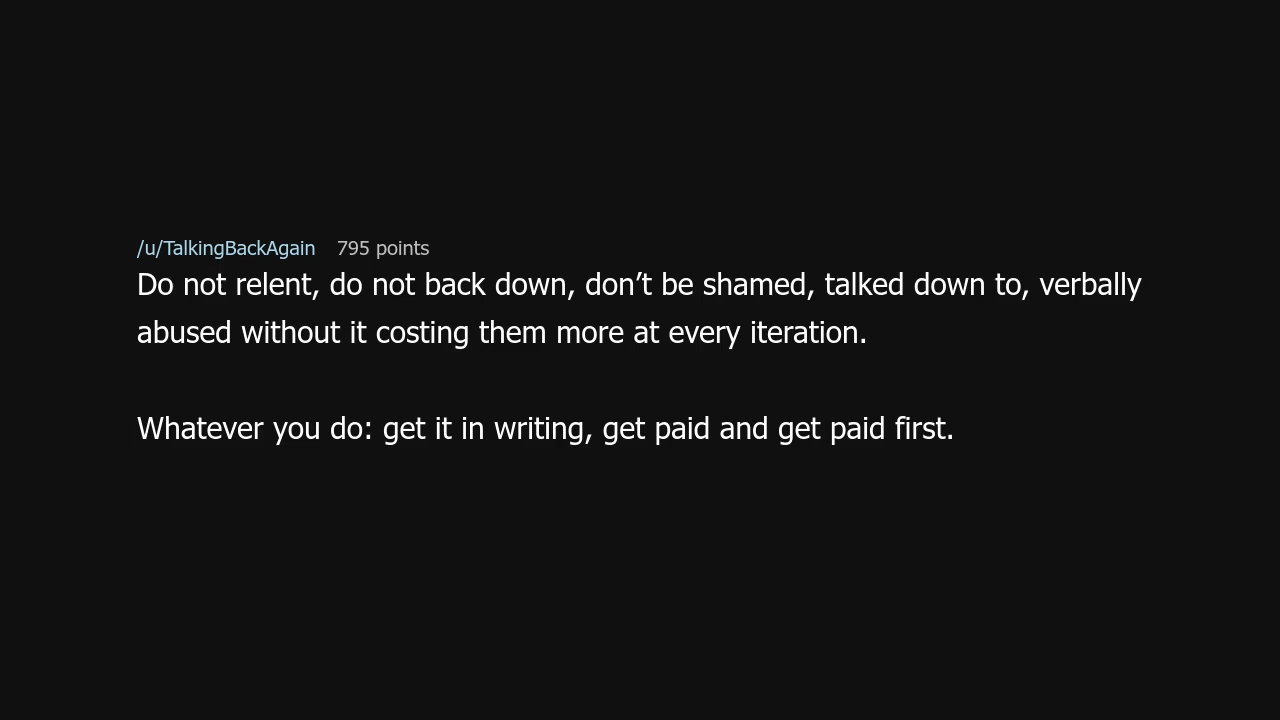 /u/TalkingBackAgain 795 points
Do not relent, do not back down, don’t be shamed, talked down to, verbally
abused without it costing them more at every iteration.
Whatever you do: get it in writing, get paid and get paid first.